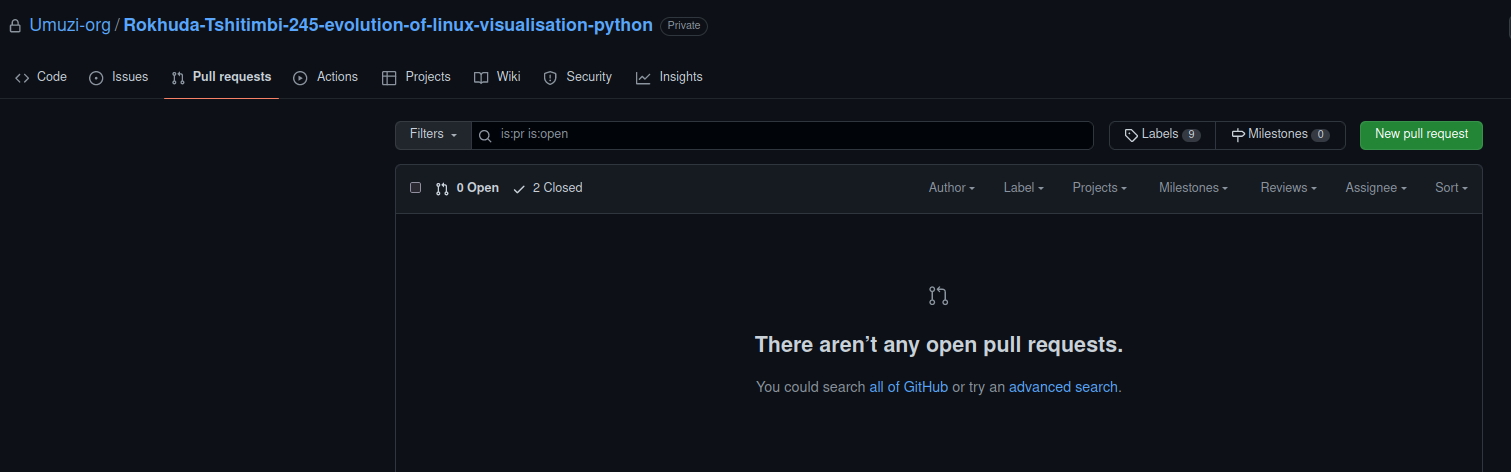 Umuzi-org / Rokhuda-Tshitimbi-245-evolution-of-linux-visualisation-python Private
Code Issues Pull requests Actions Projects Wiki Security Insights
Filters is:pr is:open Labels 9 Milestones 0 New pull request
0 Open 2 Closed Author Label Projects Milestones Reviews Assignee Sort
There aren’t any open pull requests.
You could search all of GitHub or try an advanced search.